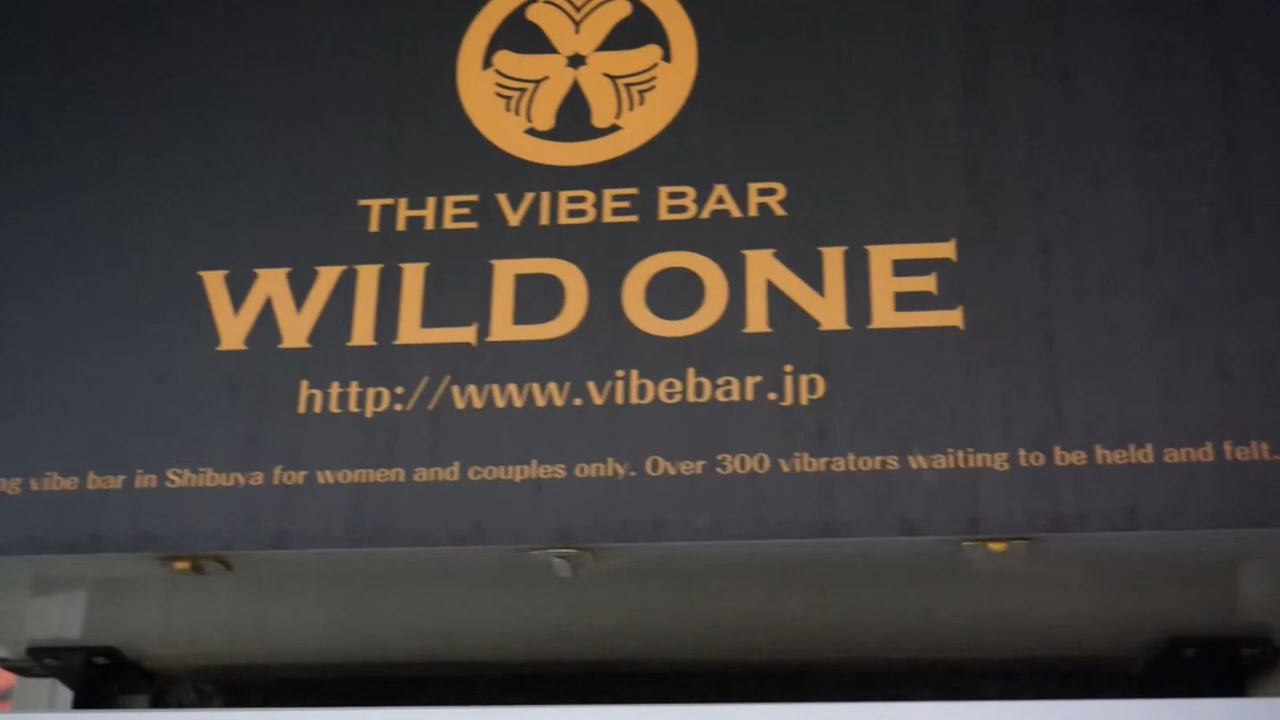 THE VIBE BAR
WILD ONE
http://www.vibebar.jp
vibe bar in Shibuya for women and couples only. Over 300 vibrators waiting to be held and felt.